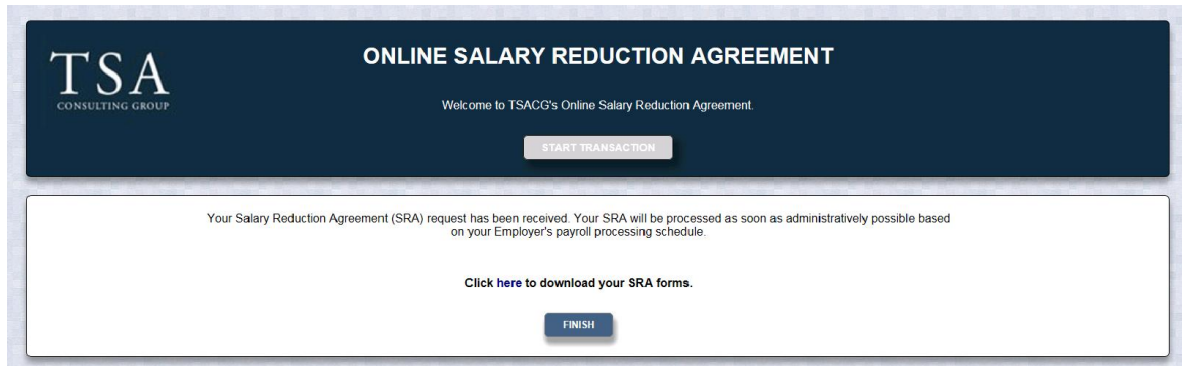 TSA
CONSULTING GROUP
ONLINE SALARY REDUCTION AGREEMENT
Welcome to TSACG's Online Salary Reduction Agreement.
START TRANSACTION
Your Salary Reduction Agreement (SRA) request has been received. Your SRA will be processed as soon as administratively possible based
on your Employer's payroll processing schedule.
Click here to download your SRA forms.
FINISH